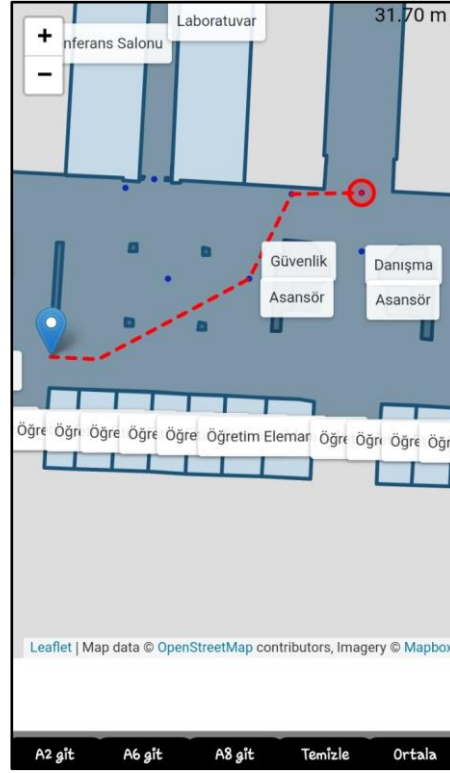 31.70 m
+
Laboratuvar
nferans Salonu
−
Güvenlik
Danışma
Asansör
Asansör
Öğre Öğre Öğre Öğre Öğre Öğretim Elemar Öğre Öğr Öğre Öğr
Leaflet | Map data © OpenStreetMap contributors, Imagery © Mapbox
A2 git A6 git A8 git Temizle Ortala